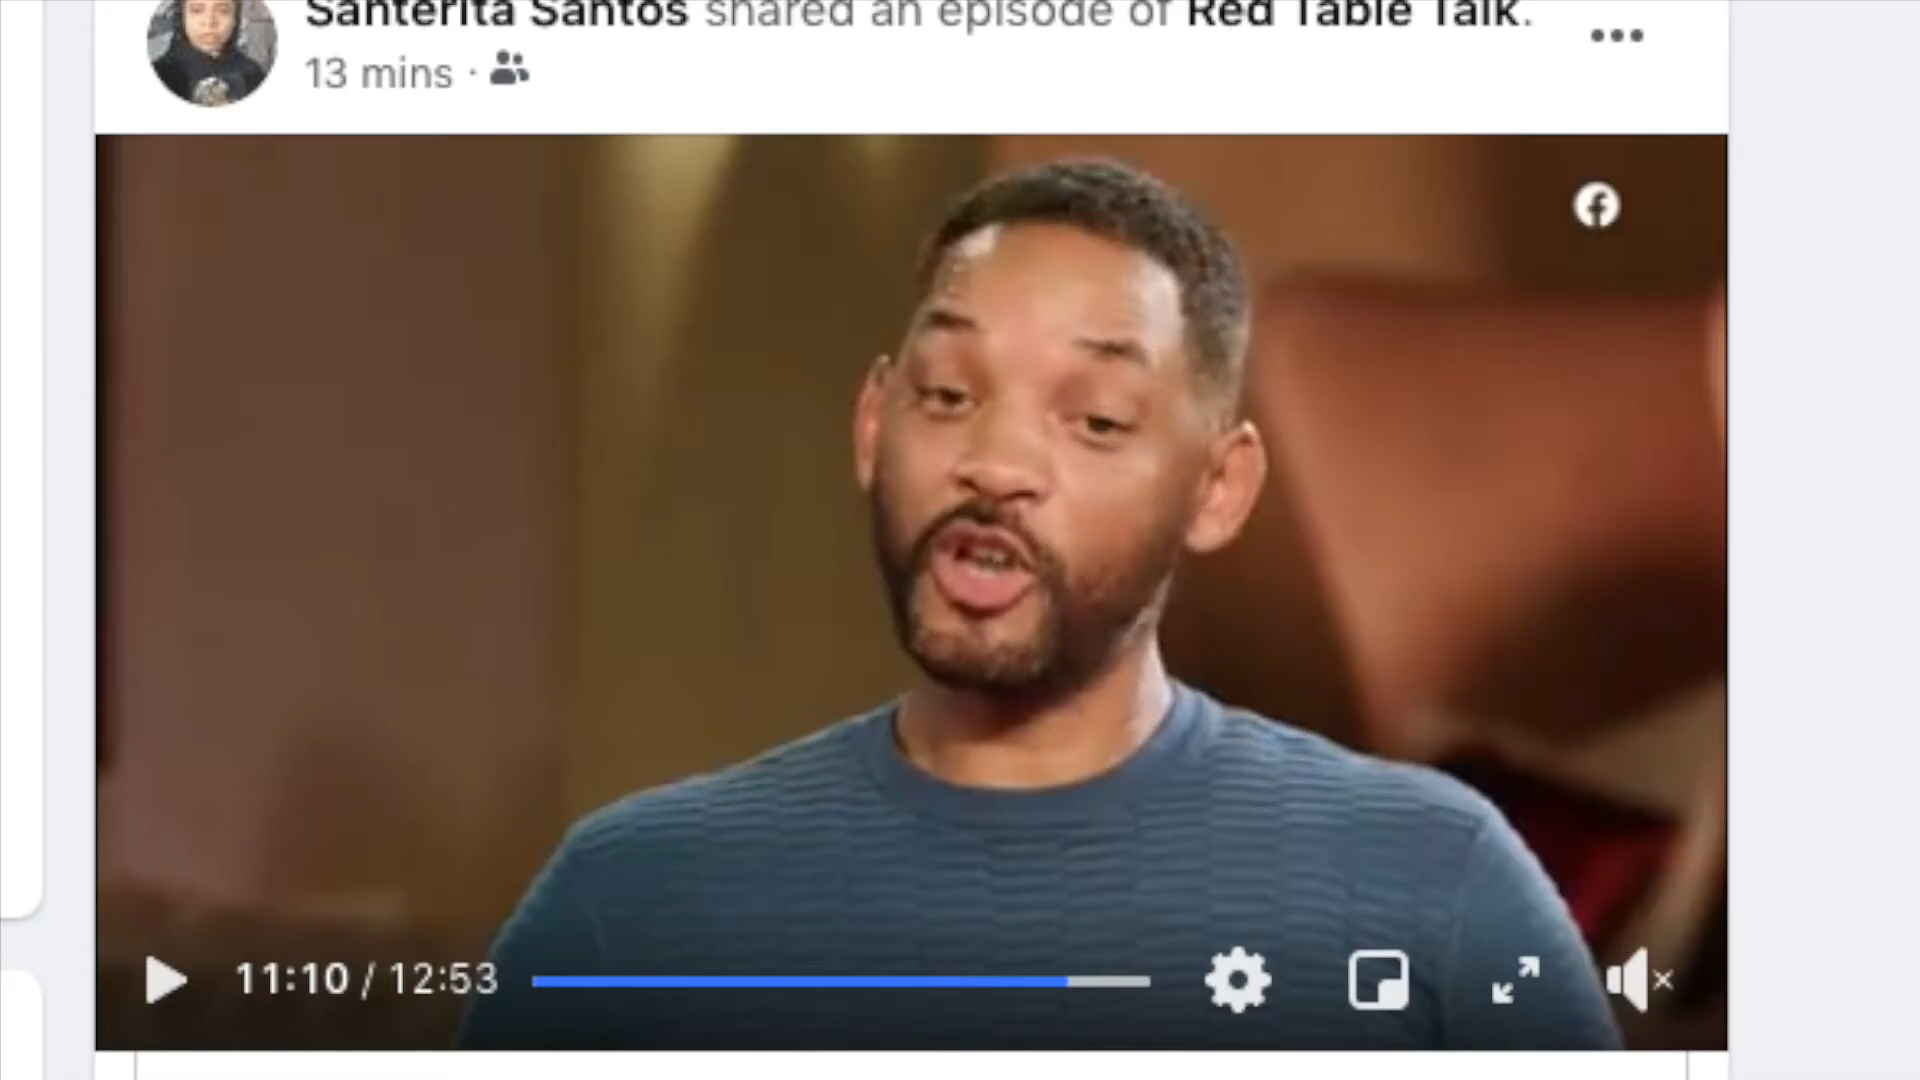 Santerita Santos shared an episode of Red Table Talk.
13 mins ·
11:10 / 12:53